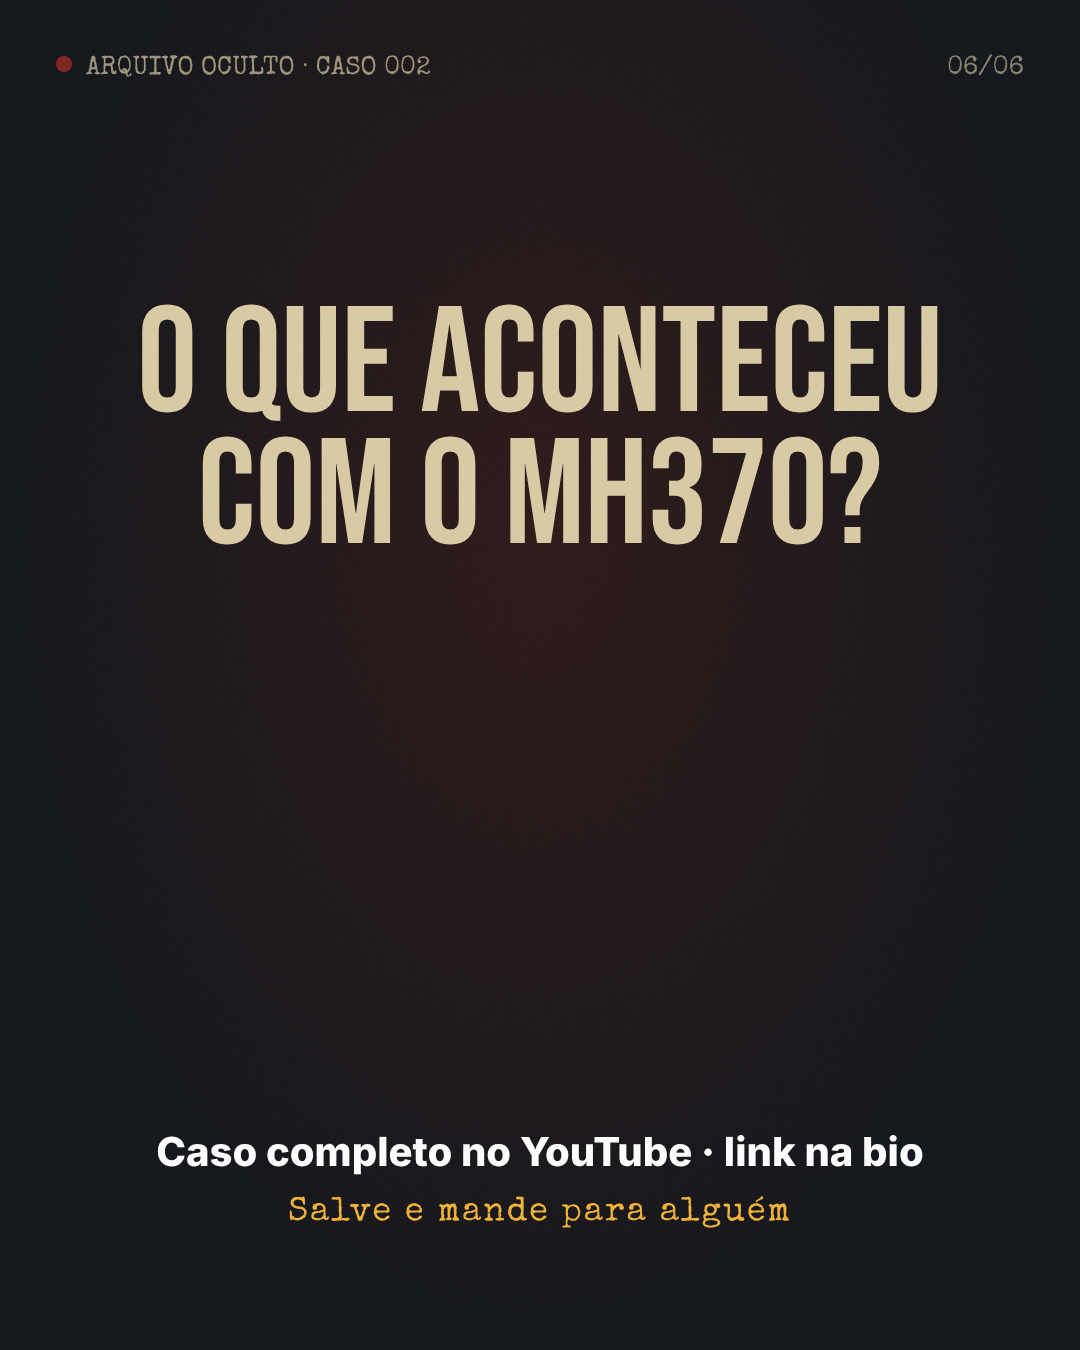 ARQUIVO OCULTO · CASO 002
06/06
O QUE ACONTECEU
COM O MH370?
Caso completo no YouTube · link na bio
Salve e mande para alguém